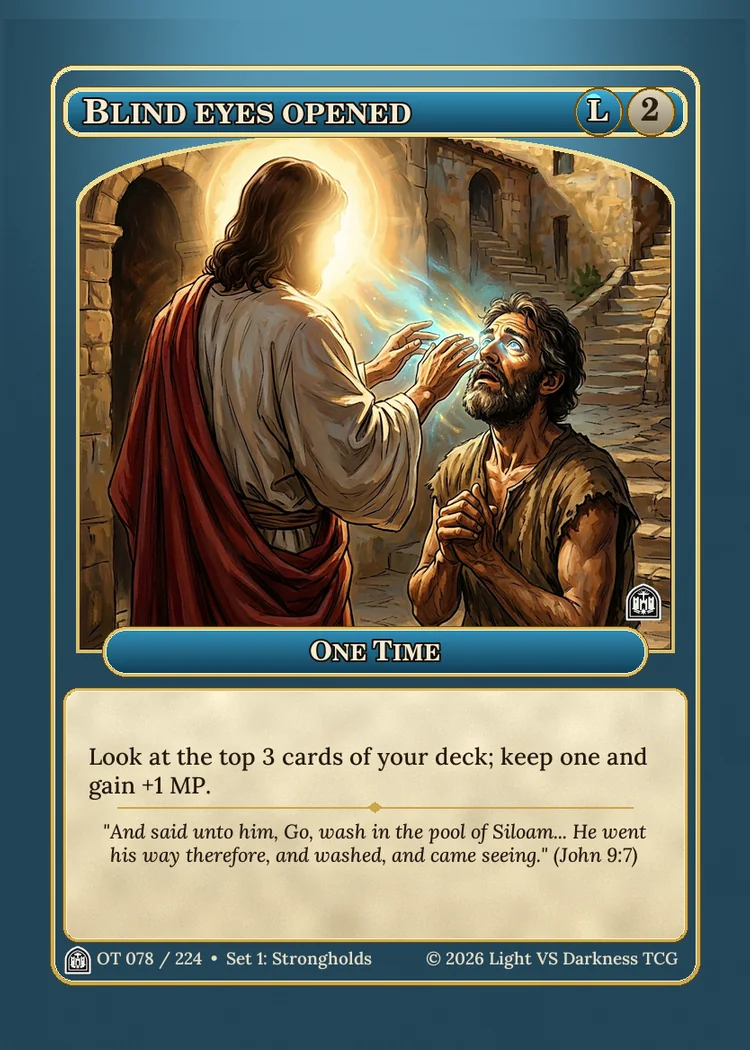 BLIND EYES OPENED L 2
ONE TIME
Look at the top 3 cards of your deck; keep one and
gain +1 MP.
"And said unto him, Go, wash in the pool of Siloam... He went
his way therefore, and washed, and came seeing." (John 9:7)
OT 078 / 224 • Set 1: Strongholds © 2026 Light VS Darkness TCG